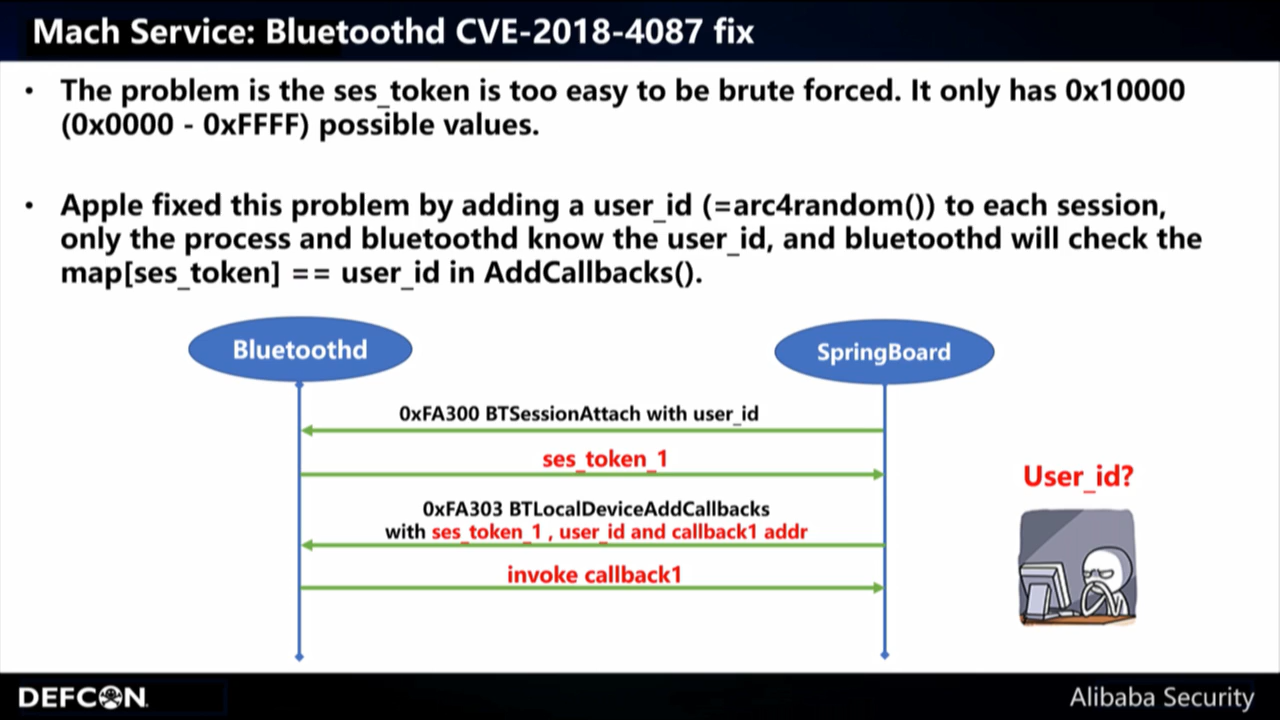 Mach Service: Bluetoothd CVE-2018-4087 fix
• The problem is the ses_token is too easy to be brute forced. It only has 0x10000
(0x0000 - 0xFFFF) possible values.
• Apple fixed this problem by adding a user_id (=arc4random()) to each session,
only the process and bluetoothd know the user_id, and bluetoothd will check the
map[ses_token] == user_id in AddCallbacks().
Bluetoothd
SpringBoard
0xFA300 BTSessionAttach with user_id
ses_token_1
User_id?
0xFA303 BTLocalDeviceAddCallbacks
with ses_token_1 , user_id and callback1 addr
invoke callback1
DEFCON
Alibaba Security